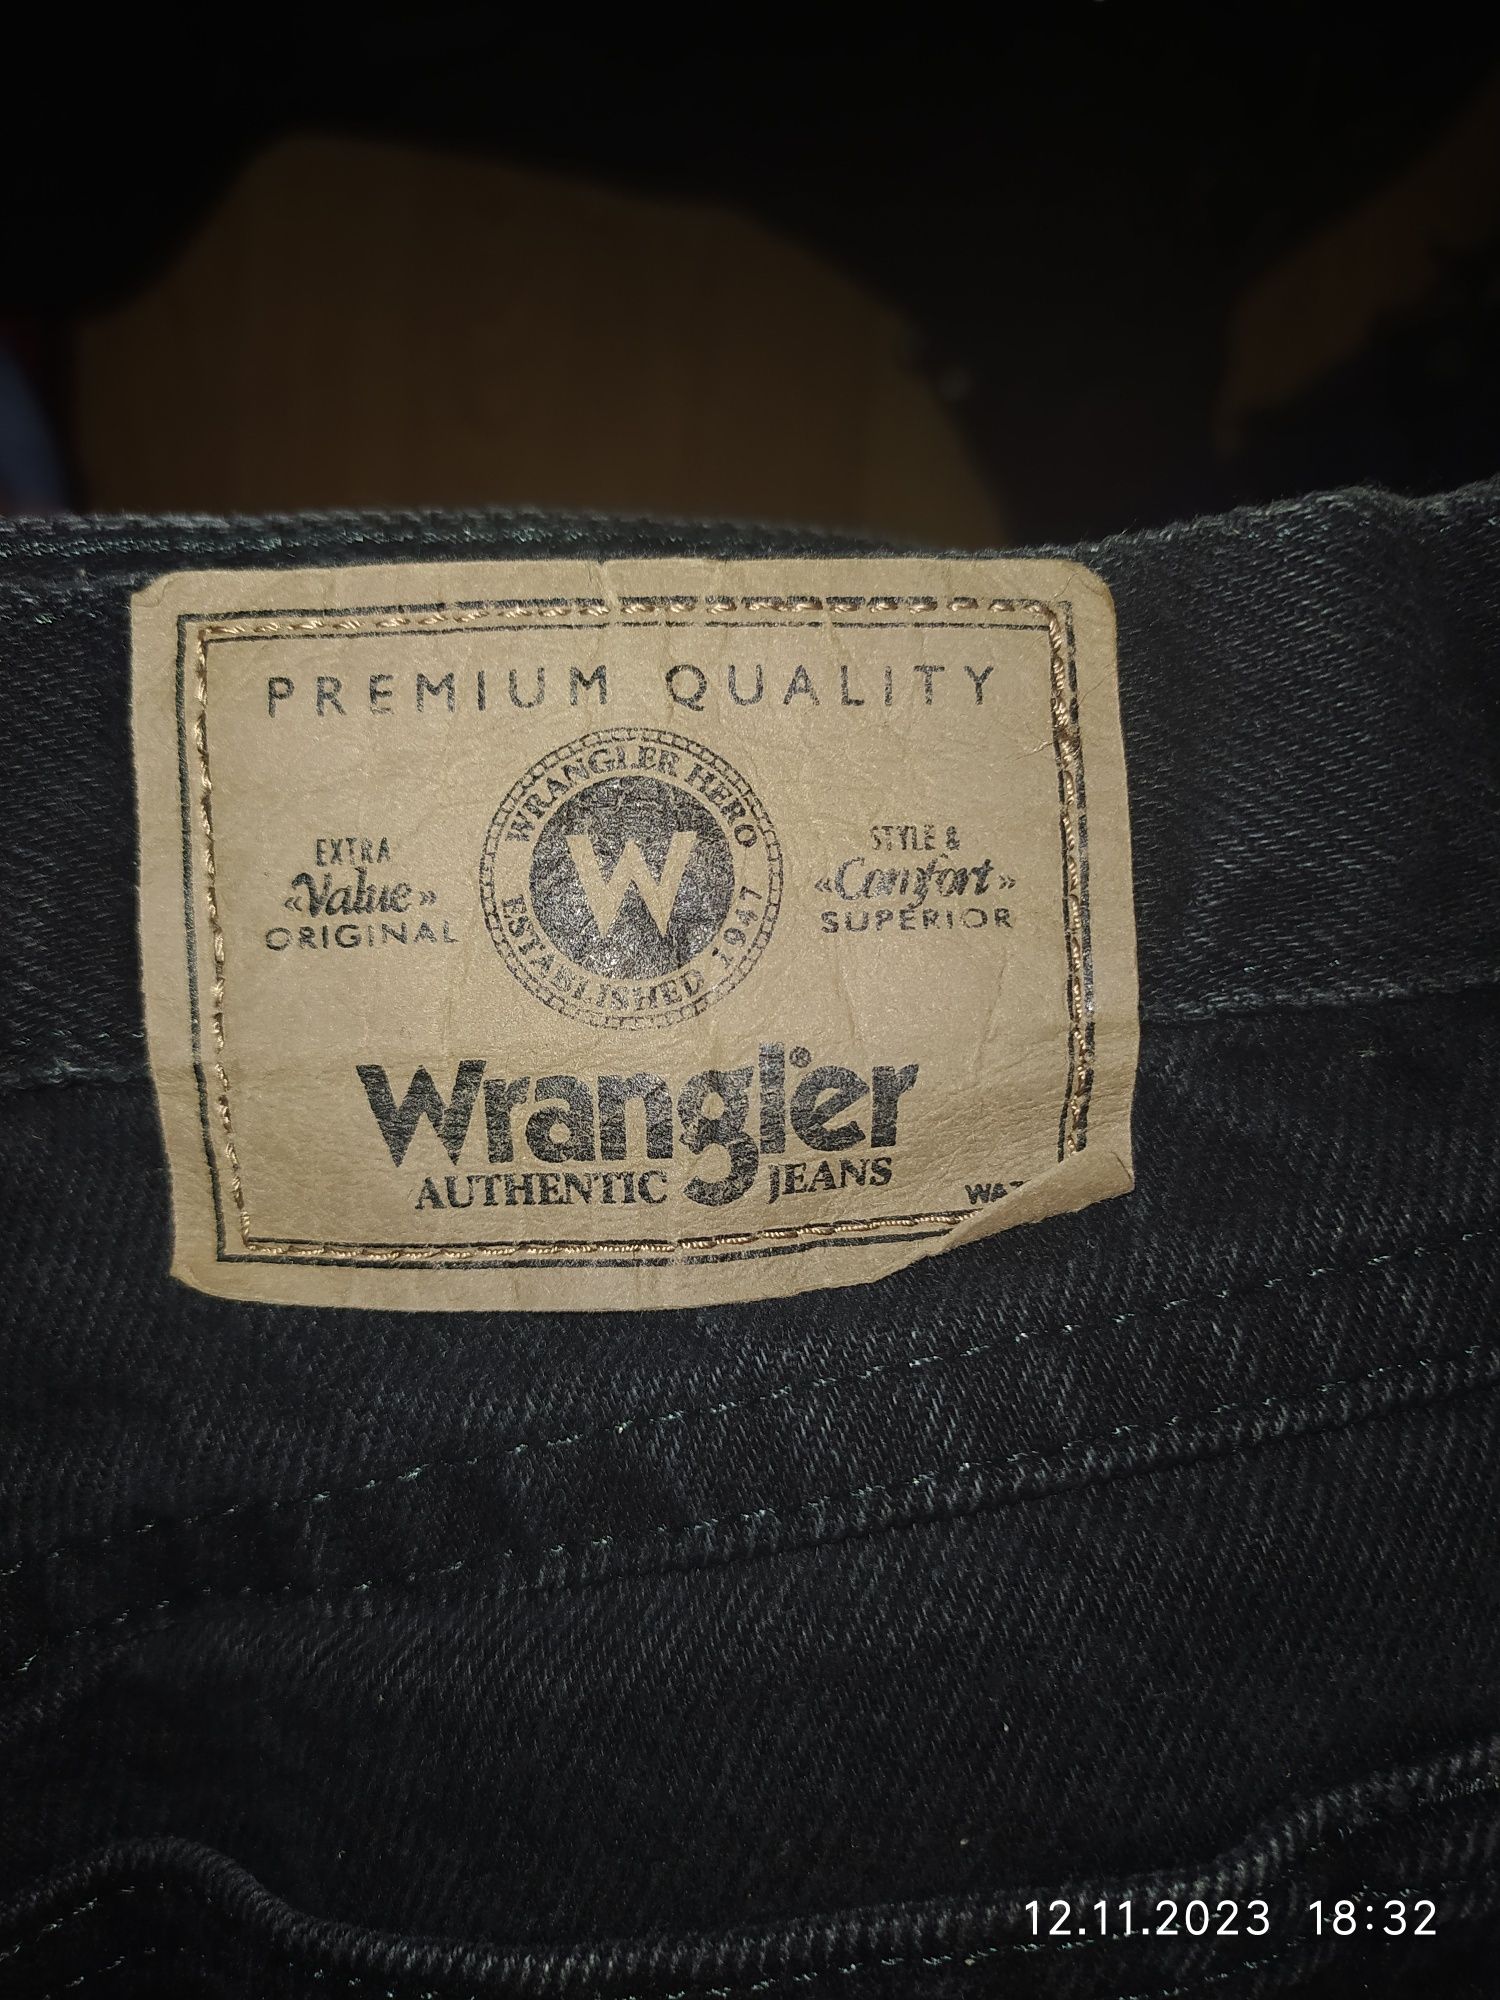 PREMIUM QUALITY
WRANGLER HERO
EXTRA
«Value»
ORIGINAL
W
STYLE &
«Comfort»
SUPERIOR
ESTABLISHED 1947
Wrangler®
AUTHENTIC JEANS
12.11.2023 18:32